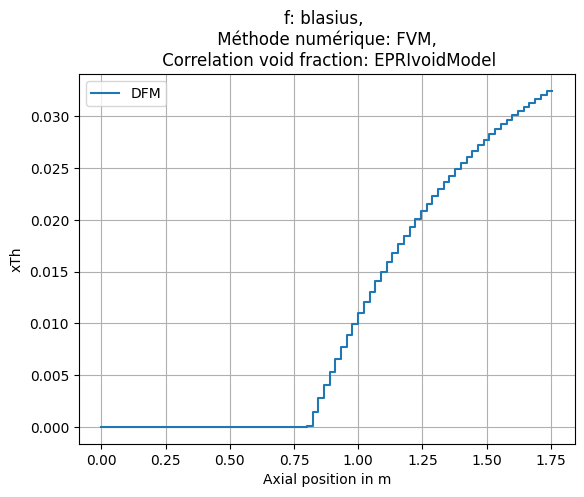 f: blasius,
Méthode numérique: FVM,
Correlation void fraction: EPRIvoidModel
DFM
0.030
0.025
0.020
0.015
0.010
0.005
0.000
xTh
0.00 0.25 0.50 0.75 1.00 1.25 1.50 1.75
Axial position in m